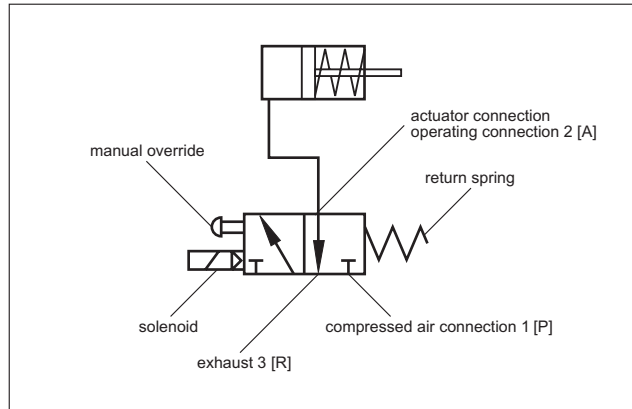 actuator connection
operating connection 2 [A]
manual override
return spring
solenoid
compressed air connection 1 [P]
exhaust 3 [R]